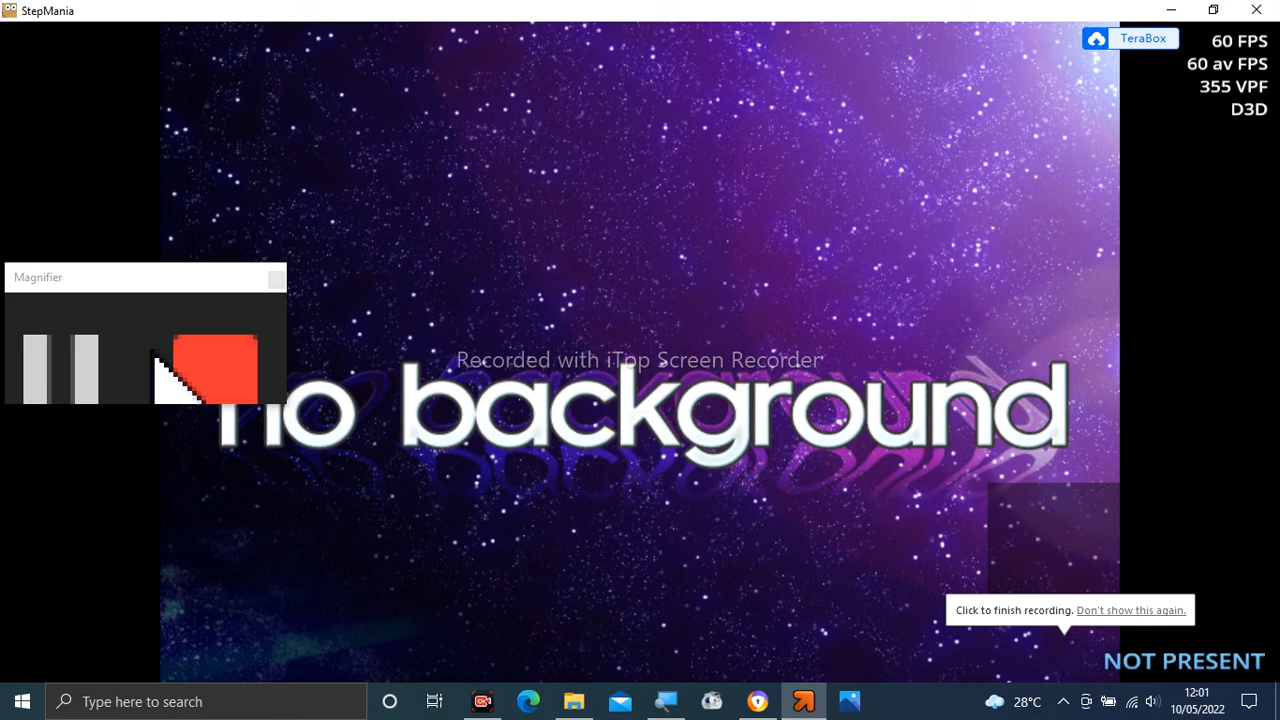 StepMania
TeraBox
60 FPS
60 av FPS
355 VPF
D3D
Magnifier
Recorded with iTop Screen Recorder
no background
Click to finish recording. Don't show this again.
NOT PRESENT
Type here to search
28°C
12:01
10/05/2022